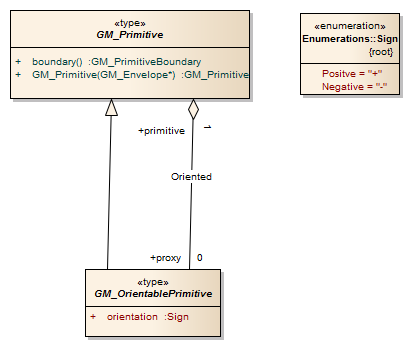 «type»
GM_Primitive
+ boundary() :GM_PrimitiveBoundary
+ GM_Primitive(GM_Envelope*) :GM_Primitive
«enumeration»
Enumerations::Sign
{root}
Positve = "+"
Negative = "-"
+primitive
1
Oriented
+proxy
0
«type»
GM_OrientablePrimitive
+ orientation :Sign